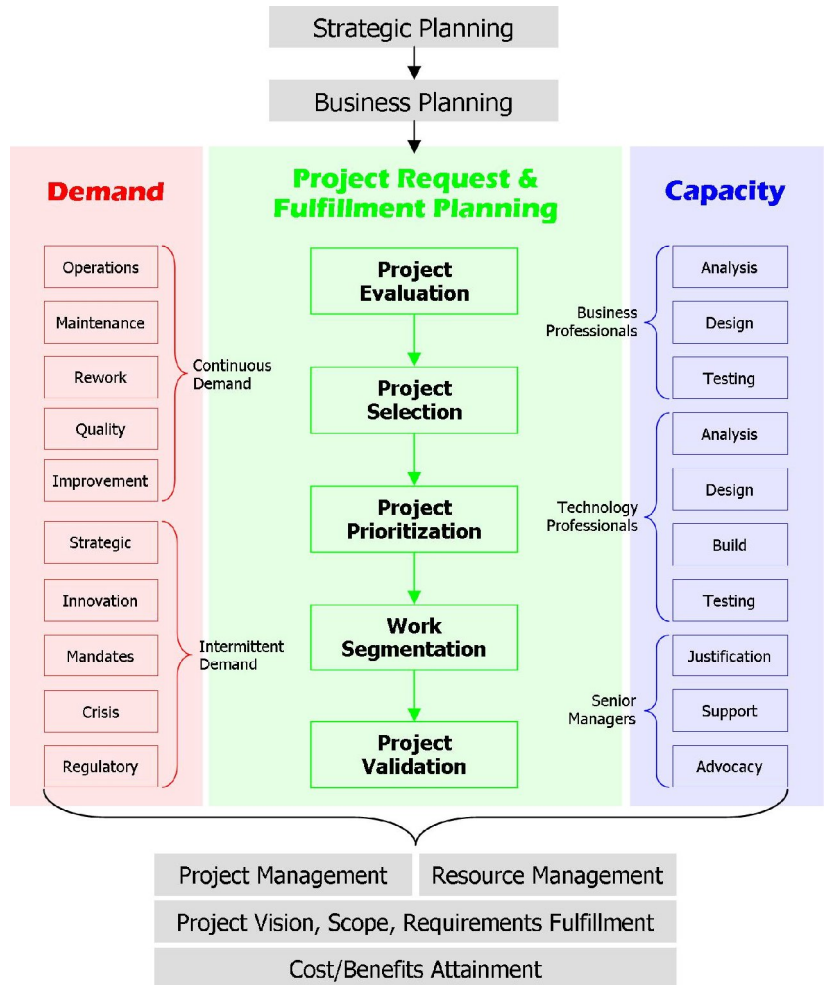 Strategic Planning
Business Planning
Demand
Operations
Maintenance
Rework
Quality
Improvement
Continuous
Demand
Strategic
Innovation
Mandates
Crisis
Regulatory
Intermittent
Demand
Project Request &
Fulfillment Planning
Project
Evaluation
Project
Selection
Project
Prioritization
Work
Segmentation
Project
Validation
Capacity
Business
Professionals
Analysis
Design
Testing
Technology
Professionals
Analysis
Design
Build
Testing
Senior
Managers
Justification
Support
Advocacy
Project Management
Resource Management
Project Vision, Scope, Requirements Fulfillment
Cost/Benefits Attainment